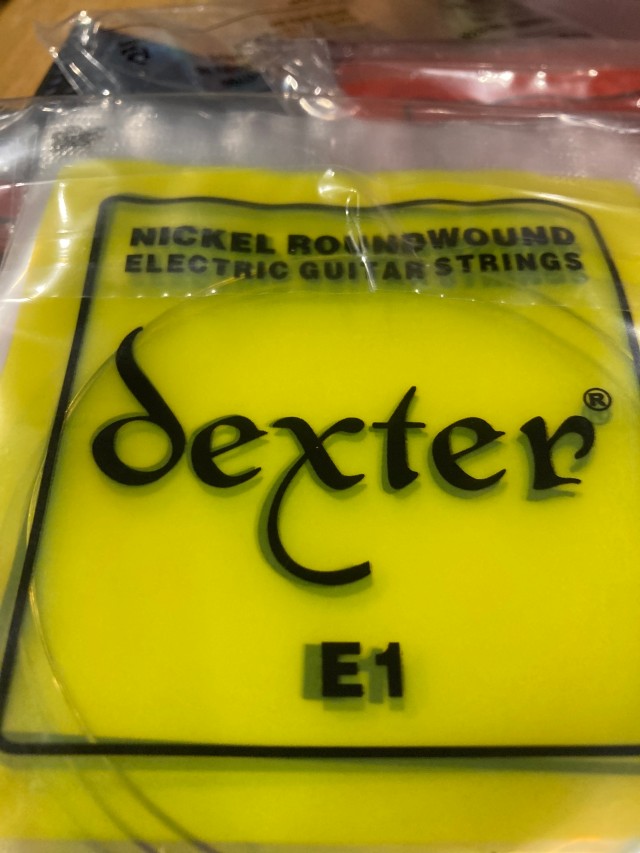 NICKEL ROUNDWOUND
ELECTRIC GUITAR STRINGS
dexter®
E1